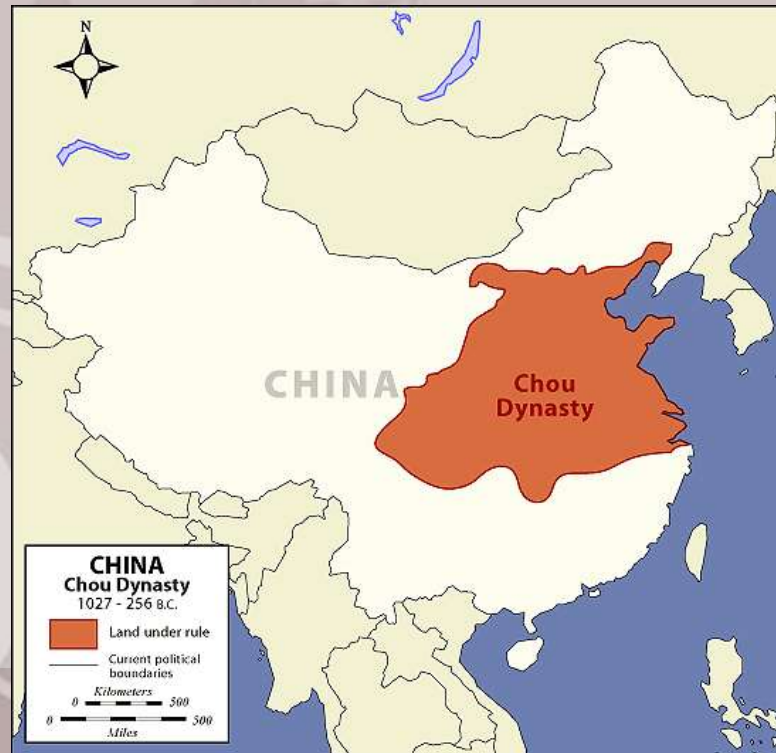 N
CHINA
Chou
Dynasty
CHINA
Chou Dynasty
1027 - 256 B.C.
Land under rule
Current political
boundaries
Kilometers
0 500
0 500
Miles